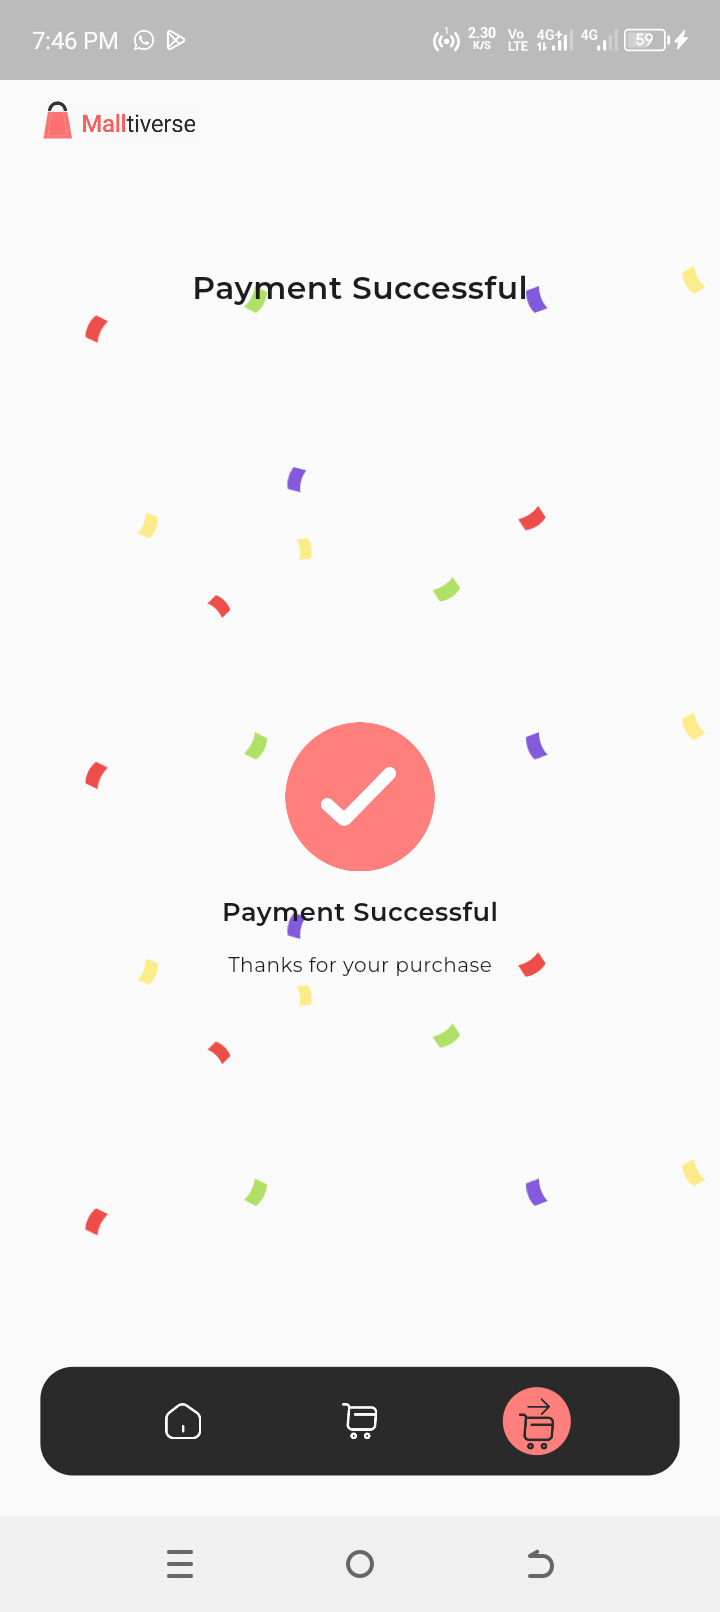 7:46 PM 1 2.30 K/S Vo LTE 4G+ 4G 59
Malltiverse
Payment Successful
Payment Successful
Thanks for your purchase